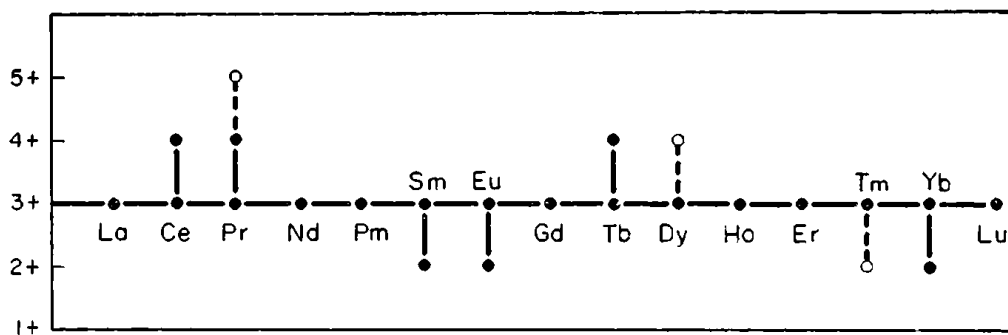 5+
4+
Sm Eu Tm Yb
3+
La Ce Pr Nd Pm Gd Tb Dy Ho Er Lu
2+
1+